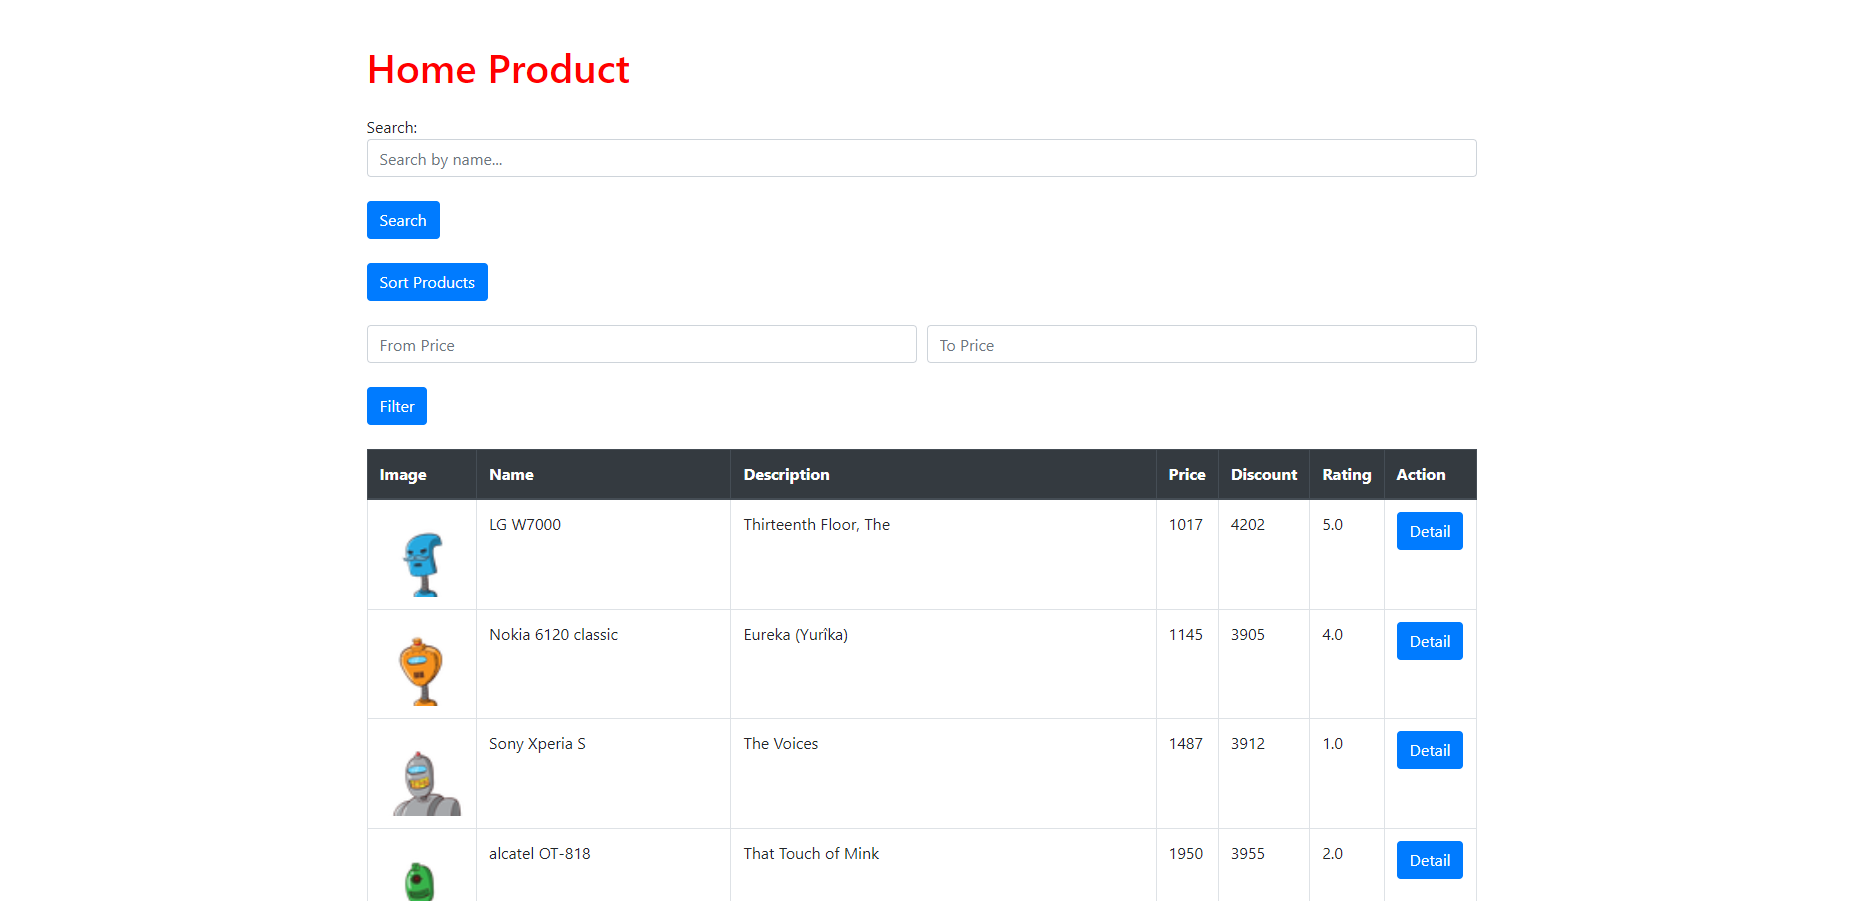 Home Product
Search:
Search by name...
Search
Sort Products
From Price To Price
Filter
Image Name Description Price Discount Rating Action
LG W7000 Thirteenth Floor, The 1017 4202 5.0 Detail
Nokia 6120 classic Eureka (Yurîka) 1145 3905 4.0 Detail
Sony Xperia S The Voices 1487 3912 1.0 Detail
alcatel OT-818 That Touch of Mink 1950 3955 2.0 Detail